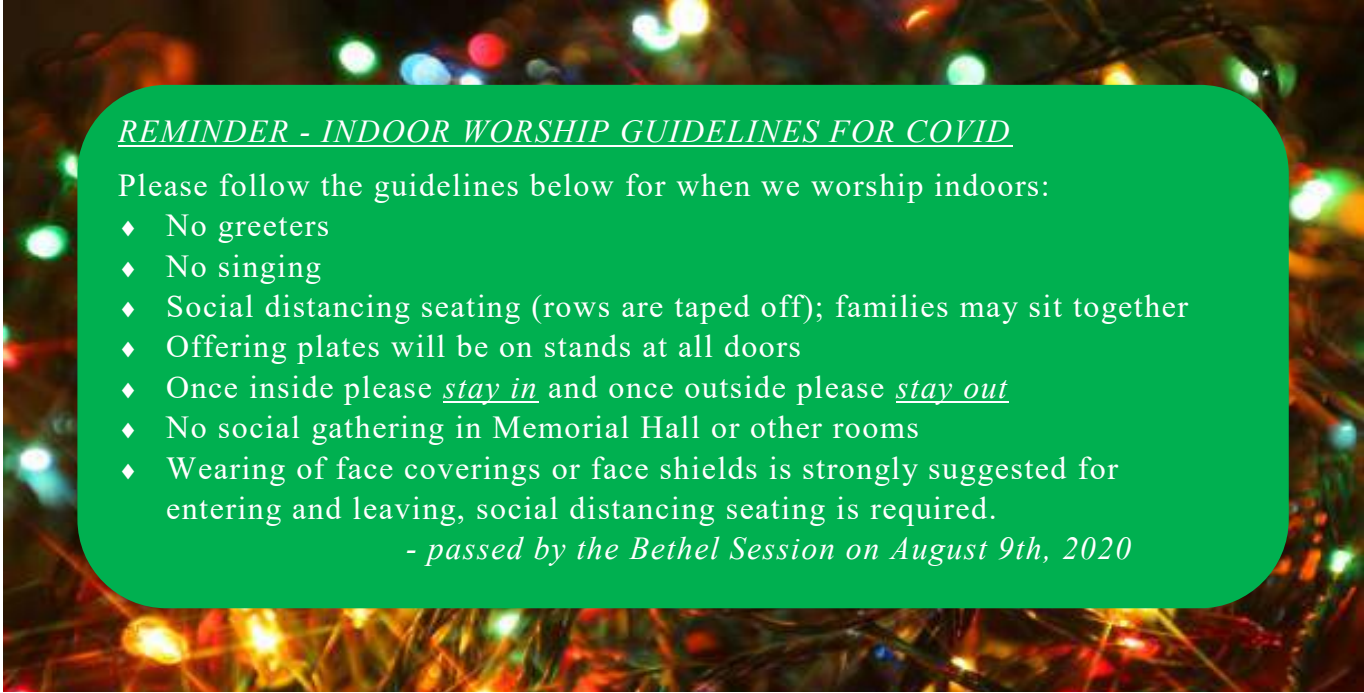 REMINDER - INDOOR WORSHIP GUIDELINES FOR COVID
Please follow the guidelines below for when we worship indoors:
♦ No greeters
♦ No singing
♦ Social distancing seating (rows are taped off); families may sit together
♦ Offering plates will be on stands at all doors
♦ Once inside please stay in and once outside please stay out
♦ No social gathering in Memorial Hall or other rooms
♦ Wearing of face coverings or face shields is strongly suggested for
entering and leaving, social distancing seating is required.
- passed by the Bethel Session on August 9th, 2020